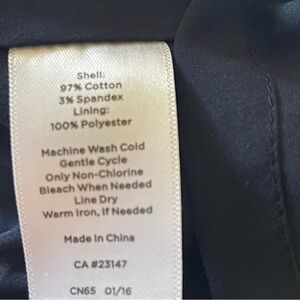 Shell:
97% Cotton
3% Spandex
Lining:
100% Polyester
Machine Wash Cold
Gentle Cycle
Only Non-Chlorine
Bleach When Needed
Line Dry
Warm Iron, If Needed
Made In China
CA #23147
CN65 01/16